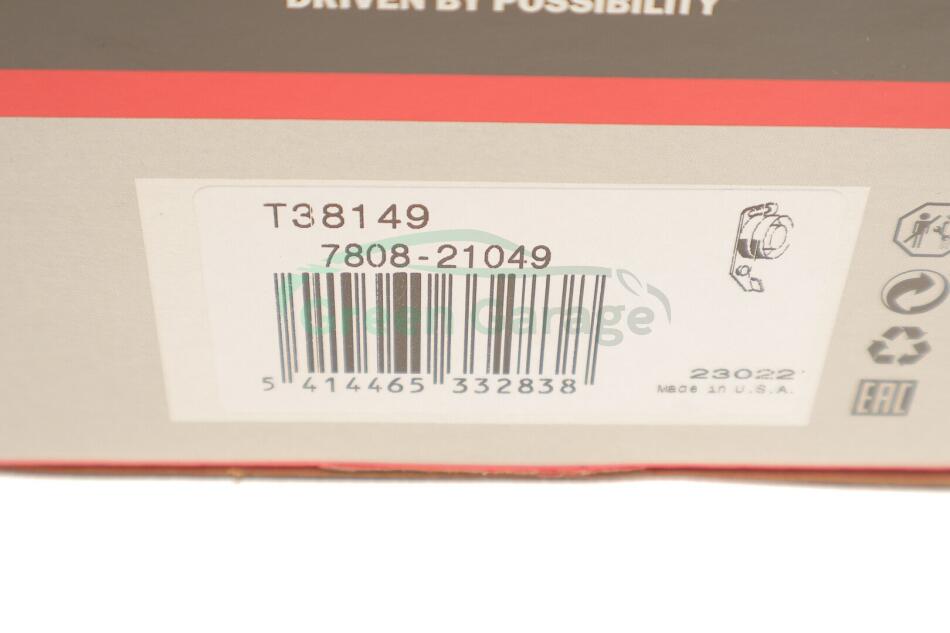 DRIVEN BY POSSIBILITY
T38149
7808-21049
Green Garage
5 414465 332838
23022
Made in U.S.A.
EAC